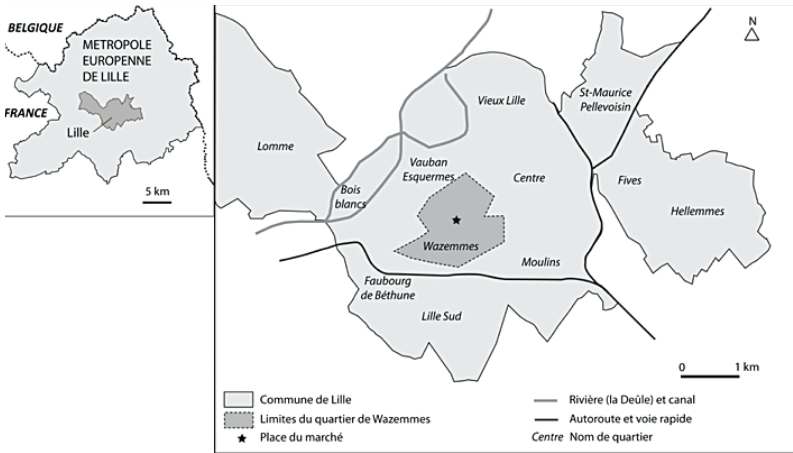 BELGIQUE
METROPOLE
EUROPENNE
DE LILLE
FRANCE
Lille
5 km
N
Vieux Lille
St-Maurice
Pellevoisin
Lomme
Vauban
Esquermes
Centre
Bois
blancs
Fives
Hellemmes
Wazemmes
Moulins
Faubourg
de Béthune
Lille Sud
0 1 km
Commune de Lille
Limites du quartier de Wazemmes
Place du marché
Rivière (la Deûle) et canal
Autoroute et voie rapide
Centre Nom de quartier